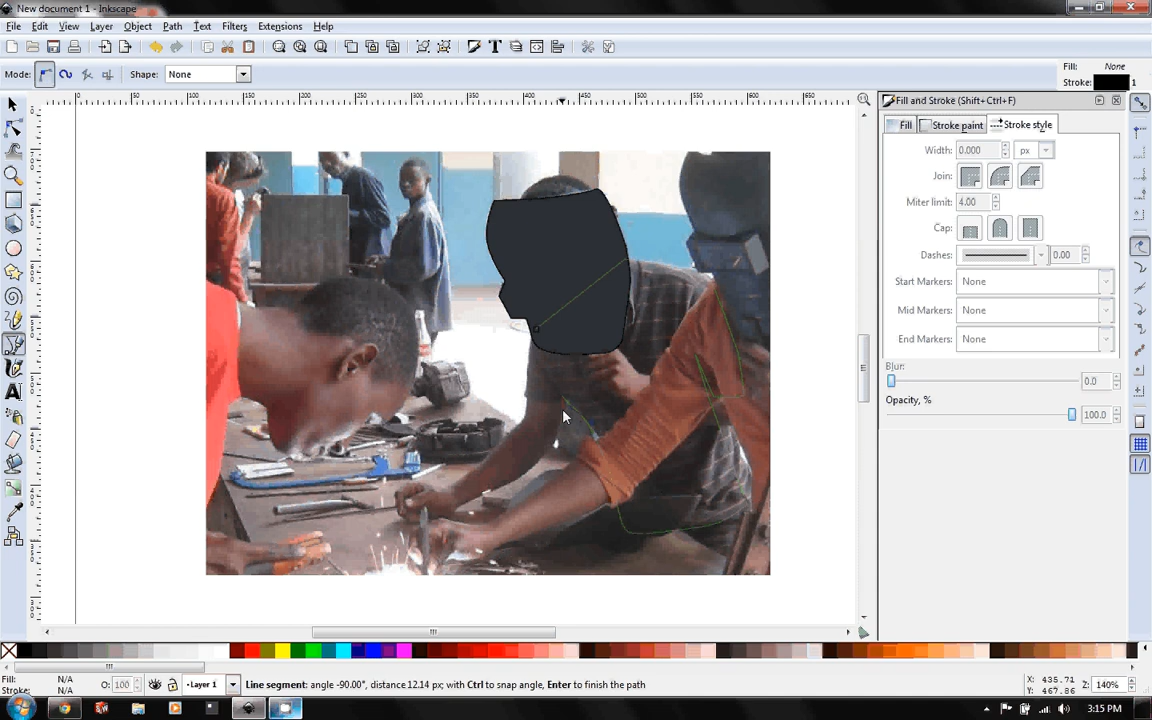 New document 1 - Inkscape
File Edit View Layer Object Path Text Filters Extensions Help
Mode: Shape: None
Fill: None
Stroke: 1
Fill and Stroke (Shift+Ctrl+F)
Fill Stroke paint Stroke style
Width: 0.000 px
Join:
Miter limit: 4.00
Cap:
Dashes: 0.00
Start Markers: None
Mid Markers: None
End Markers: None
Blur:
0.0
Opacity, %
100.0
Fill: N/A
Stroke: N/A
O: 100
Layer 1
Line segment: angle -90.00°, distance 12.14 px; with Ctrl to snap angle, Enter to finish the path
X: 435.71
Y: 467.86
Z: 140%
3:15 PM